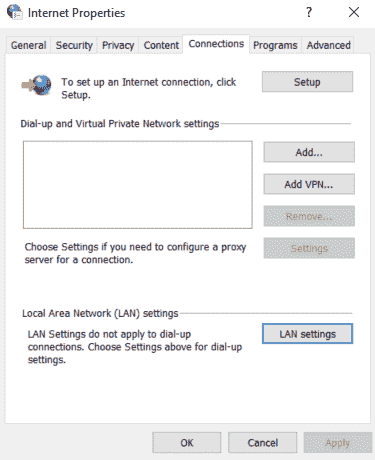 Internet Properties
General Security Privacy Content Connections Programs Advanced
To set up an Internet connection, click
Setup.
Setup
Dial-up and Virtual Private Network settings
Add...
Add VPN...
Remove...
Choose Settings if you need to configure a proxy
server for a connection.
Settings
Local Area Network (LAN) settings
LAN Settings do not apply to dial-up
connections. Choose Settings above for dial-up
settings.
LAN settings
OK Cancel Apply